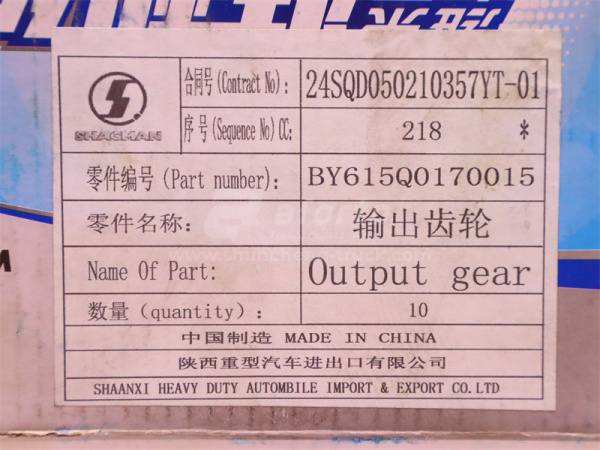 SHACMAN
合同号(Contract No): 24SQD050210357YT-01
序号(Sequence No)CC: 218 *
零件编号(Part number): BY615Q0170015
零件名称: 输出齿轮
Name Of Part: Output gear
数量(quantity): 10
中国制造 MADE IN CHINA
陕西重型汽车进出口有限公司
SHAANXI HEAVY DUTY AUTOMBILE IMPORT & EXPORT CO.LTD